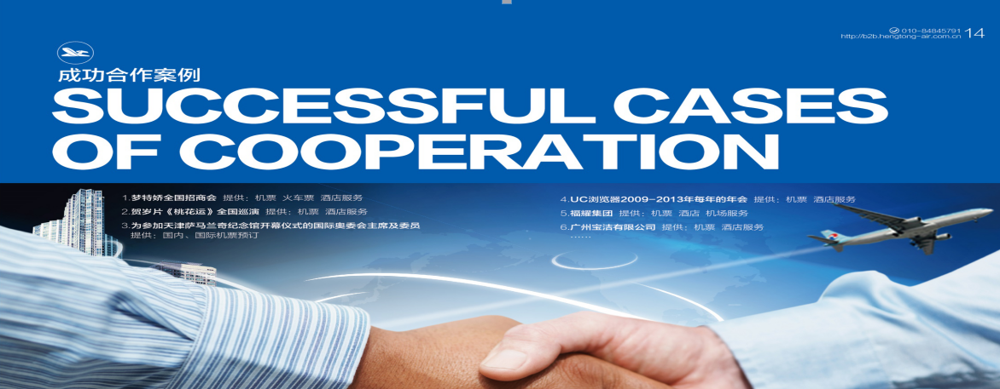 010-84845791
http://b2b.hengtong-air.com.cn 14
成功合作案例
SUCCESSFUL CASES
OF COOPERATION
1.梦特娇全国招商会 提供：机票 火车票 酒店服务
2.贺岁片《桃花运》全国巡演 提供：机票 酒店服务
3.为参加天津萨马兰奇纪念馆开幕仪式的国际奥委会主席及委员
提供：国内、国际机票预订
4.UC浏览器2009-2013年每年的年会 提供：机票 酒店服务
5.福耀集团 提供：机票 酒店 机场服务
6.广州宝洁有限公司 提供：机票 酒店服务
......